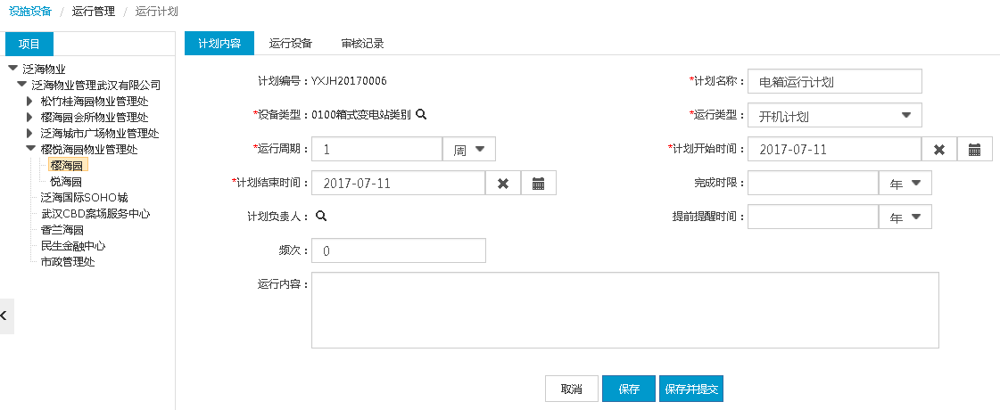 设施设备 / 运行管理 / 运行计划
项目
泛海物业
泛海物业管理武汉有限公司
松竹桂海园物业管理处
樱海园会所物业管理处
泛海城市广场物业管理处
樱悦海园物业管理处
樱海园
悦海园
泛海国际SOHO城
武汉CBD案场服务中心
香兰海园
民生金融中心
市政管理处
计划内容 运行设备 审核记录
计划编号：YXJH20170006 *计划名称：电箱运行计划
*设备类型：0100箱式变电站类别 *运行类型：开机计划
*运行周期：1 周 *计划开始时间：2017-07-11
*计划结束时间：2017-07-11 完成时限： 年
计划负责人： 提前提醒时间： 年
频次：0
运行内容：
取消 保存 保存并提交